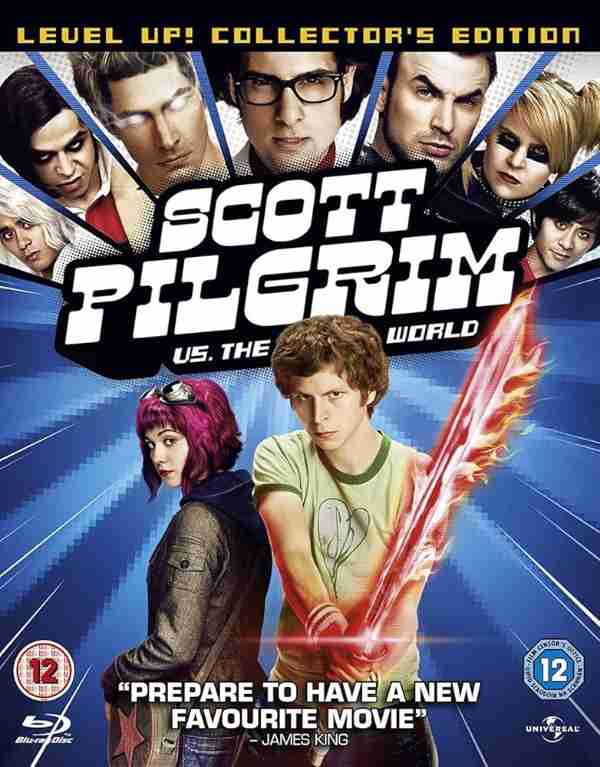 LEVEL UP! COLLECTOR'S EDITION
SCOTT
PILGRIM
VS. THE WORLD
12
12
"PREPARE TO HAVE A NEW
FAVOURITE MOVIE"
– JAMES KING
Blu-ray Disc
UNIVERSAL